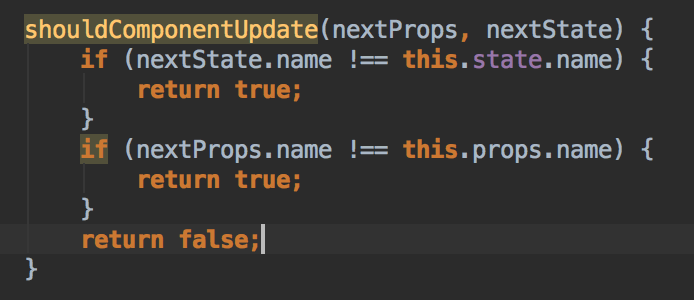 shouldComponentUpdate(nextProps, nextState) {
    if (nextState.name !== this.state.name) {
        return true;
    }
    if (nextProps.name !== this.props.name) {
        return true;
    }
    return false;
}